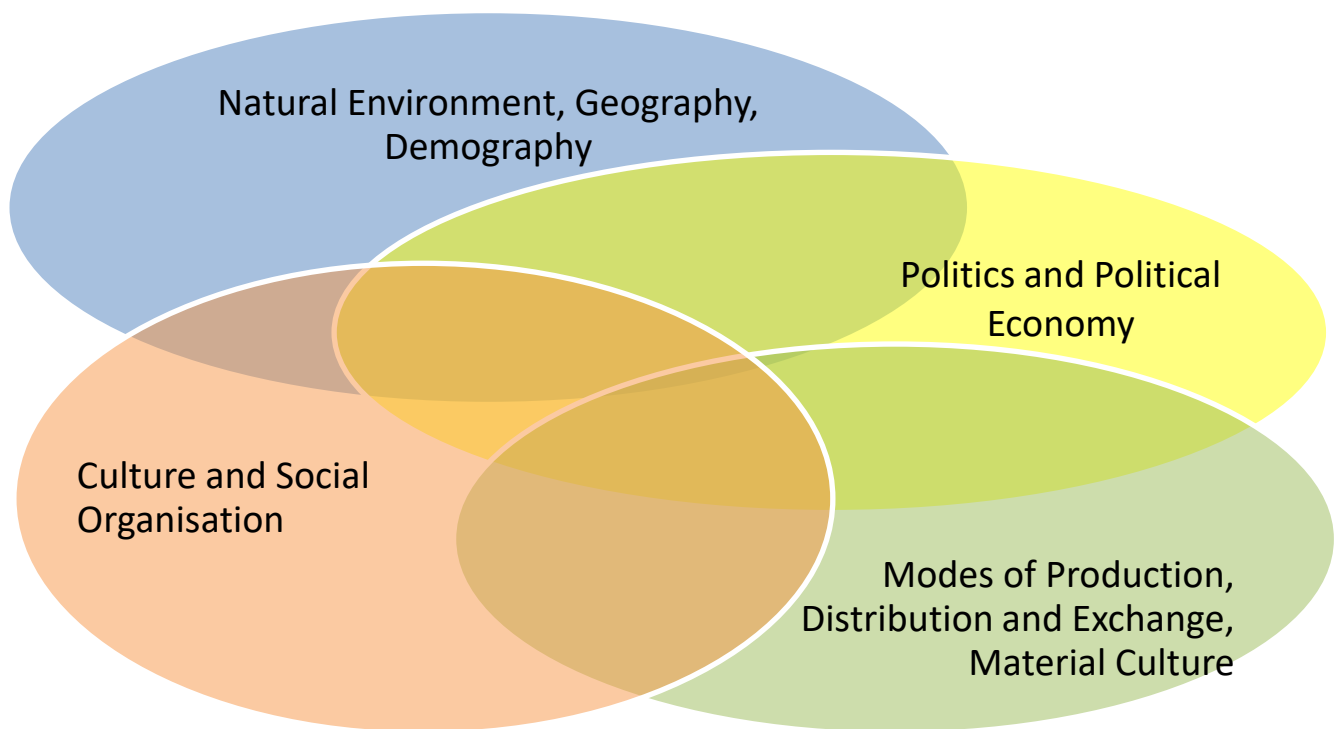 Natural Environment, Geography,
Demography
Politics and Political
Economy
Culture and Social
Organisation
Modes of Production,
Distribution and Exchange,
Material Culture